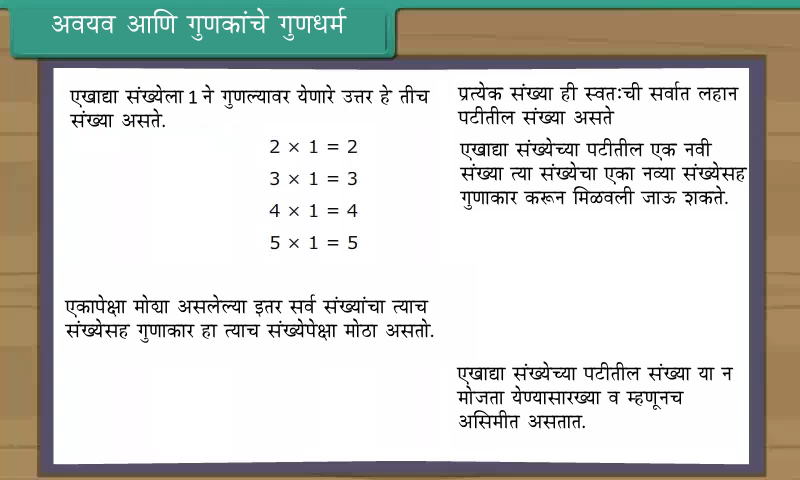 अवयव आणि गुणकांचे गुणधर्म
एखाद्या संख्येला 1 ने गुणल्यावर येणारे उत्तर हे तीच
संख्या असते.
2 × 1 = 2
3 × 1 = 3
4 × 1 = 4
5 × 1 = 5
एकापेक्षा मोठ्या असलेल्या इतर सर्व संख्यांचा त्याच
संख्येसह गुणाकार हा त्याच संख्येपेक्षा मोठा असतो.
प्रत्येक संख्या ही स्वतःची सर्वात लहान
पटीतील संख्या असते
एखाद्या संख्येच्या पटीतील एक नवी
संख्या त्या संख्येचा एका नव्या संख्येसह
गुणाकार करून मिळवली जाऊ शकते.
एखाद्या संख्येच्या पटीतील संख्या या न
मोजता येण्यासारख्या व म्हणूनच
असिमीत असतात.